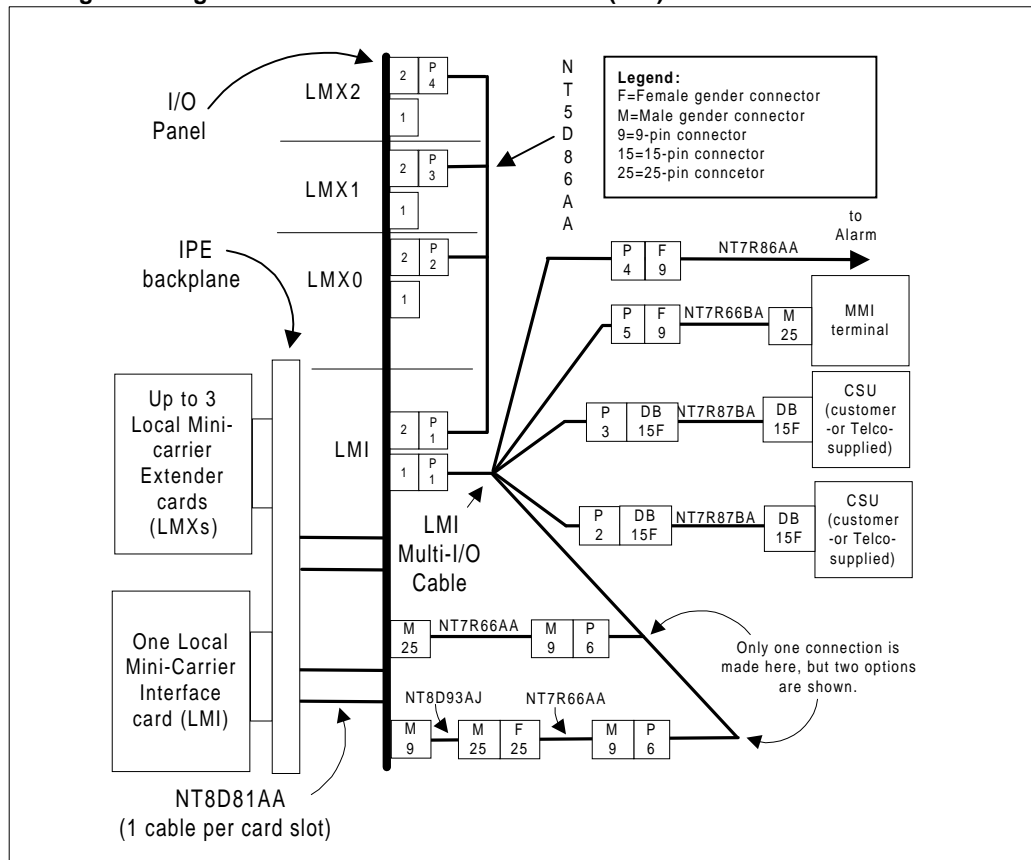 I/O
Panel
LMX2
2
P
4
1
LMX1
2
P
3
1
LMX0
2
P
2
1
IPE
backplane
N
T
5
D
8
6
A
A
Legend:
F=Female gender connector
M=Male gender connector
9=9-pin connector
15=15-pin connector
25=25-pin conncetor
to
Alarm
P
4
F
9
NT7R86AA
P
5
F
9
NT7R66BA
M
25
MMI
terminal
P
3
DB
15F
NT7R87BA
DB
15F
CSU
(customer
-or Telco-
supplied)
P
2
DB
15F
NT7R87BA
DB
15F
CSU
(customer
-or Telco-
supplied)
Up to 3
Local Mini-
carrier
Extender
cards
(LMXs)
LMI
2
P
1
1
P
1
LMI
Multi-I/O
Cable
One Local
Mini-Carrier
Interface
card (LMI)
M
25
NT7R66AA
M
9
P
6
Only one connection is
made here, but two options
are shown.
NT8D93AJ
NT7R66AA
M
9
M
25
F
25
M
9
P
6
NT8D81AA
(1 cable per card slot)